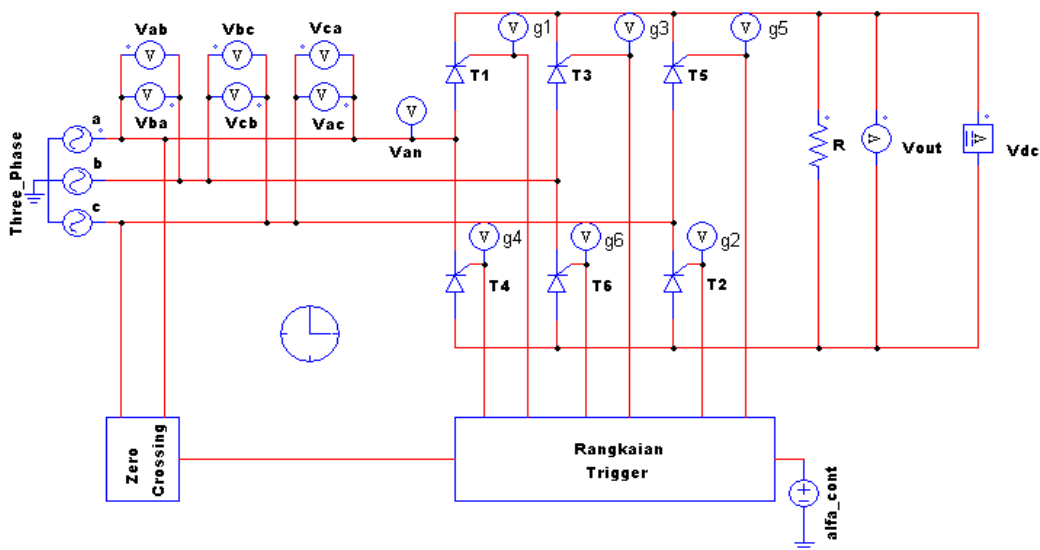 Vab
Vbc
Vca
g1
g3
g5
V
V
V
V
V
V
T1
T3
T5
V
V
V
Vba
Vcb
Vac
V
Van
a
b
c
Three_Phase
R
V
Vout
V
Vdc
V
g4
V
g6
V
g2
T4
T6
T2
Zero
Crossing
Rangkaian
Trigger
alfa_cont